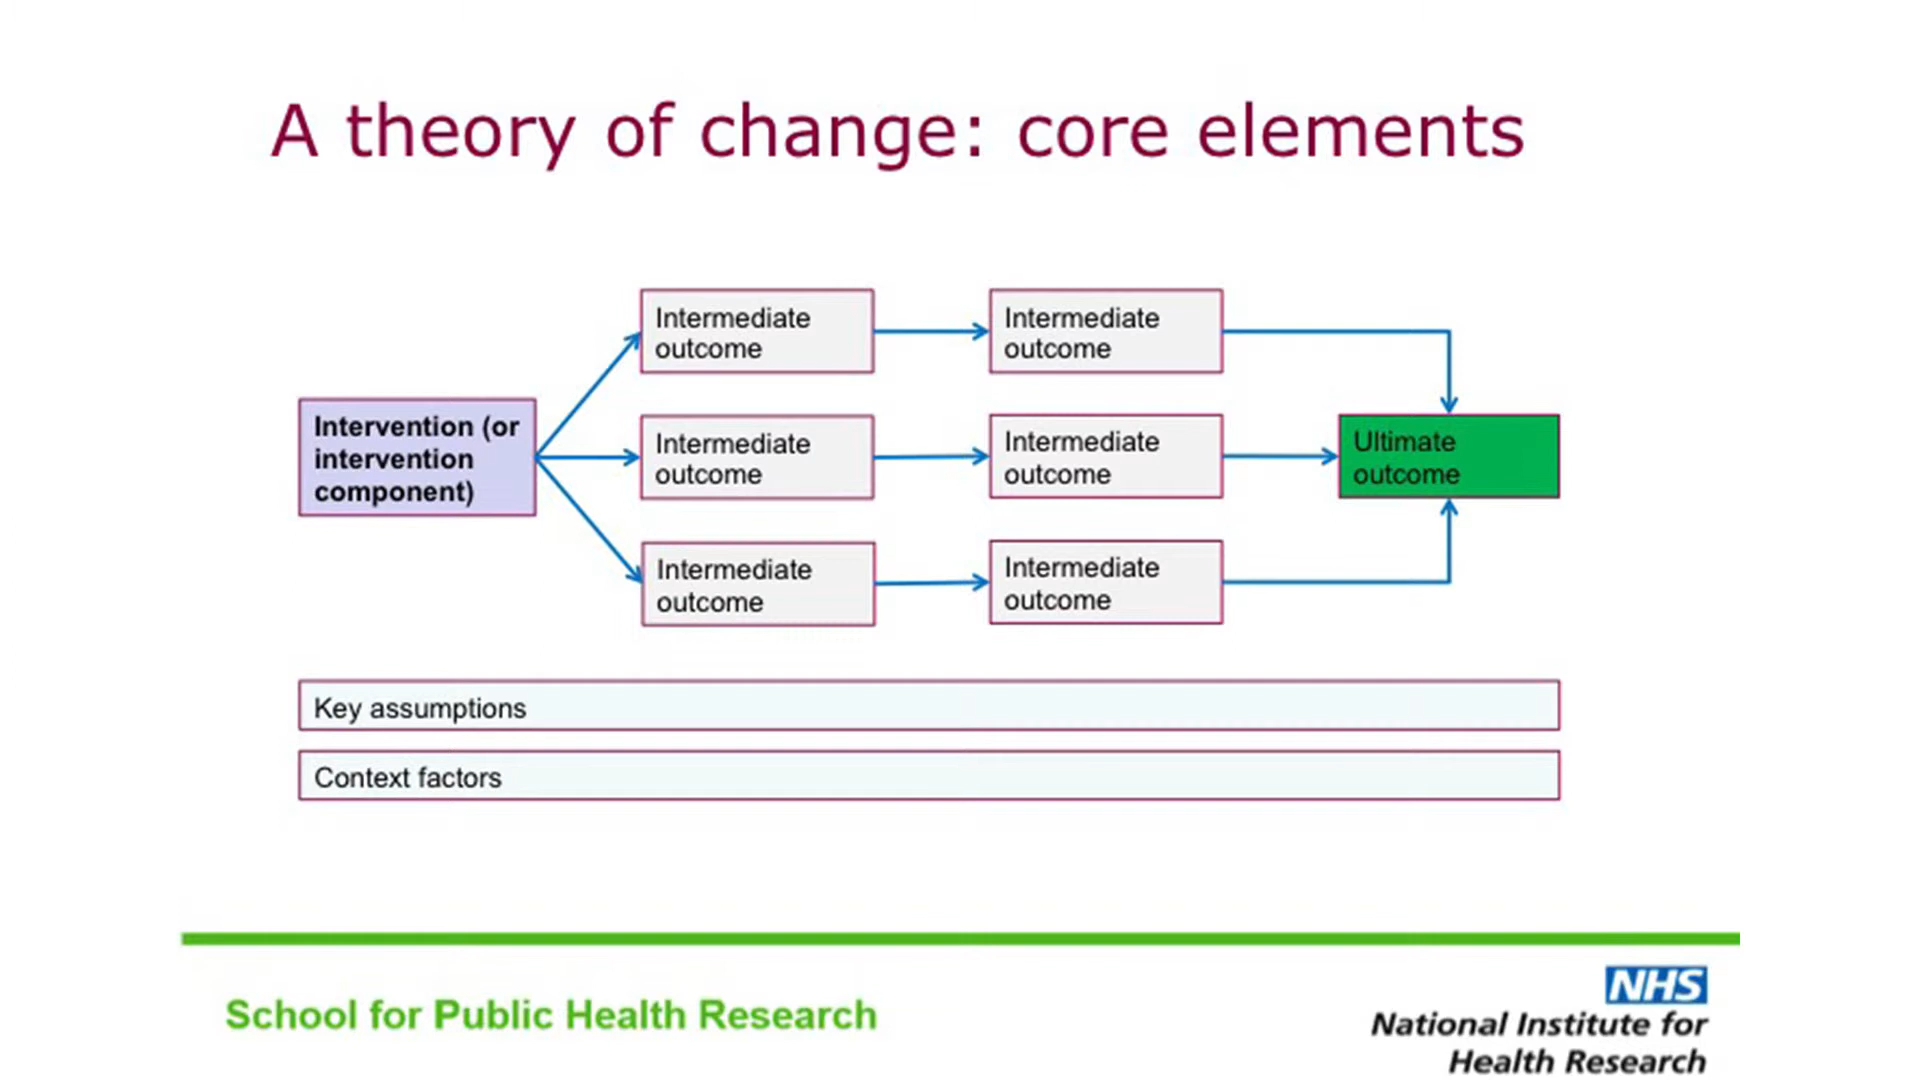 A theory of change: core elements
Intermediate
outcome
Intermediate
outcome
Intervention (or
intervention
component)
Intermediate
outcome
Intermediate
outcome
Ultimate
outcome
Intermediate
outcome
Intermediate
outcome
Key assumptions
Context factors
School for Public Health Research
NHS
National Institute for
Health Research